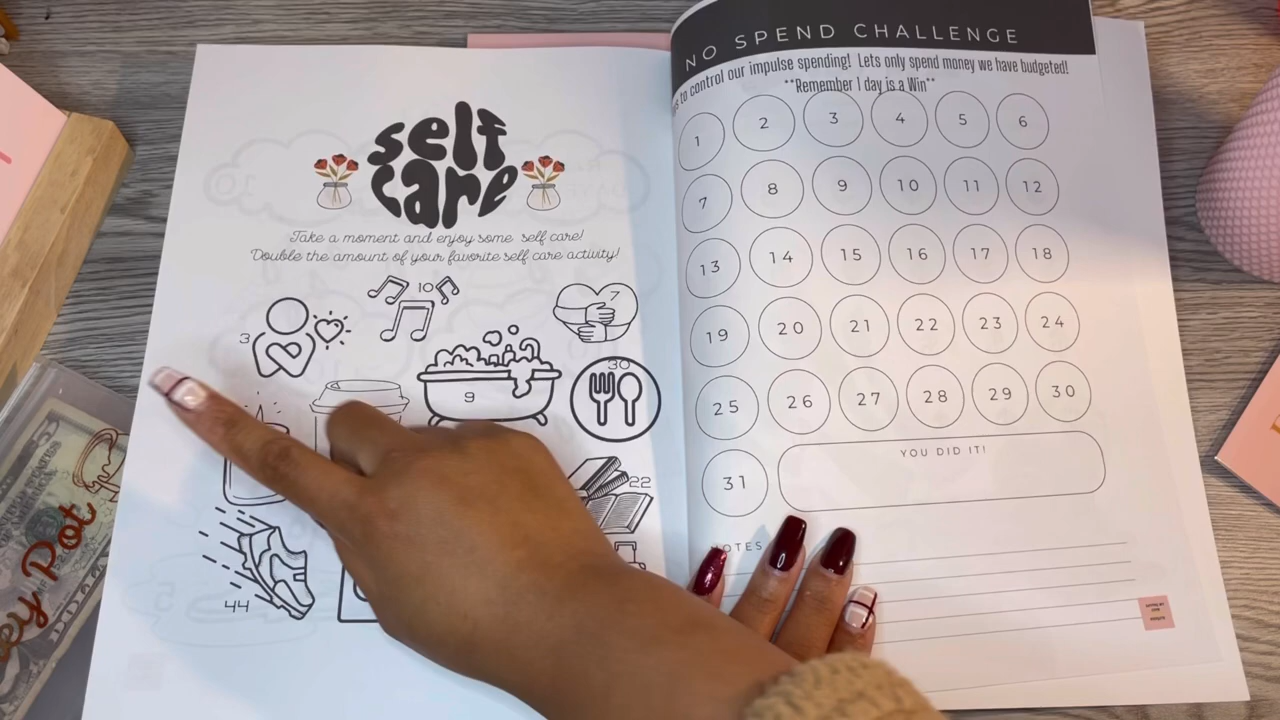 self
care
Take a moment and enjoy some self care!
Double the amount of your favorite self care activity!
3
10
7
9
30
22
44
NO SPEND CHALLENGE
to control our impulse spending! Lets only spend money we have budgeted!
**Remember 1 day is a Win**
1 2 3 4 5 6
7 8 9 10 11 12
13 14 15 16 17 18
19 20 21 22 23 24
25 26 27 28 29 30
31
YOU DID IT!
NOTES
Pot